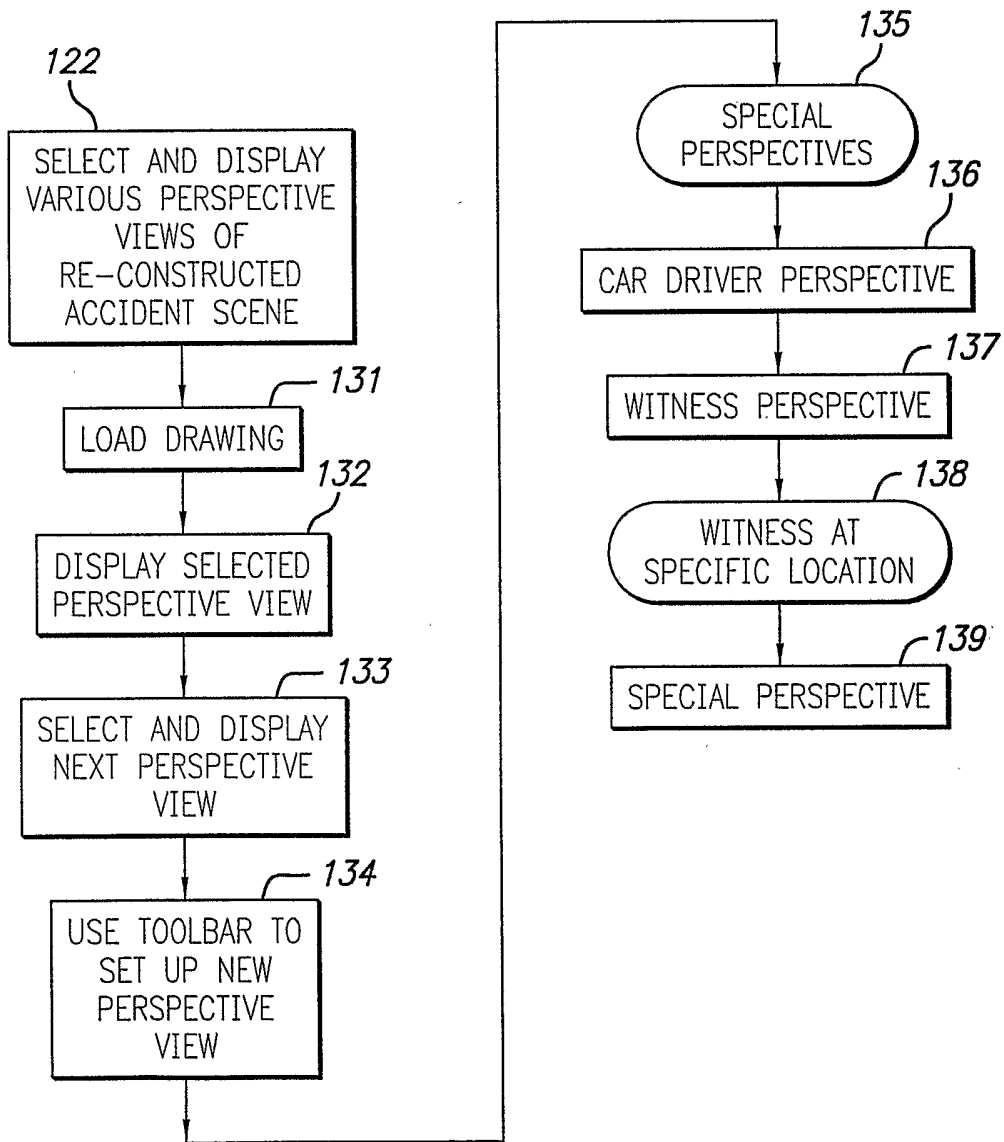 122
SELECT AND DISPLAY
VARIOUS PERSPECTIVE
VIEWS OF
RE-CONSTRUCTED
ACCIDENT SCENE
131
LOAD DRAWING
132
DISPLAY SELECTED
PERSPECTIVE VIEW
133
SELECT AND DISPLAY
NEXT PERSPECTIVE
VIEW
134
USE TOOLBAR TO
SET UP NEW
PERSPECTIVE
VIEW
135
SPECIAL
PERSPECTIVES
136
CAR DRIVER PERSPECTIVE
137
WITNESS PERSPECTIVE
138
WITNESS AT
SPECIFIC LOCATION
139
SPECIAL PERSPECTIVE